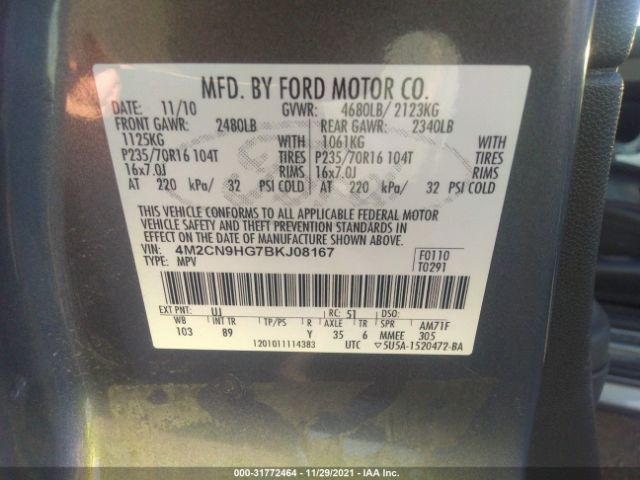 MFD. BY FORD MOTOR CO.
DATE: 11/10 GVWR: 4680LB/ 2123KG
FRONT GAWR: 2480LB REAR GAWR: 2340LB
1125KG WITH 1061KG WITH
P235/70R16 104T TIRES P235/70R16 104T TIRES
16x7.0J RIMS 16x7.0J RIMS
AT 220 kPa/ 32 PSI COLD AT 220 kPa/ 32 PSI COLD
THIS VEHICLE CONFORMS TO ALL APPLICABLE FEDERAL MOTOR
VEHICLE SAFETY AND THEFT PREVENTION STANDARDS IN
EFFECT ON THE DATE OF MANUFACTURE SHOWN ABOVE.
VIN: 4M2CN9HG7BKJ08167 F0110
TYPE: MPV T0291
EXT PNT: UJ RC: 51 DSO:
WB INT TR TP/PS R AXLE TR SPR AM71F
103 89 Y 35 6 MMEE 305
1201011114383 UTC ▽5U5A-1520472-BA
000-31772464 - 11/29/2021 - IAA Inc.